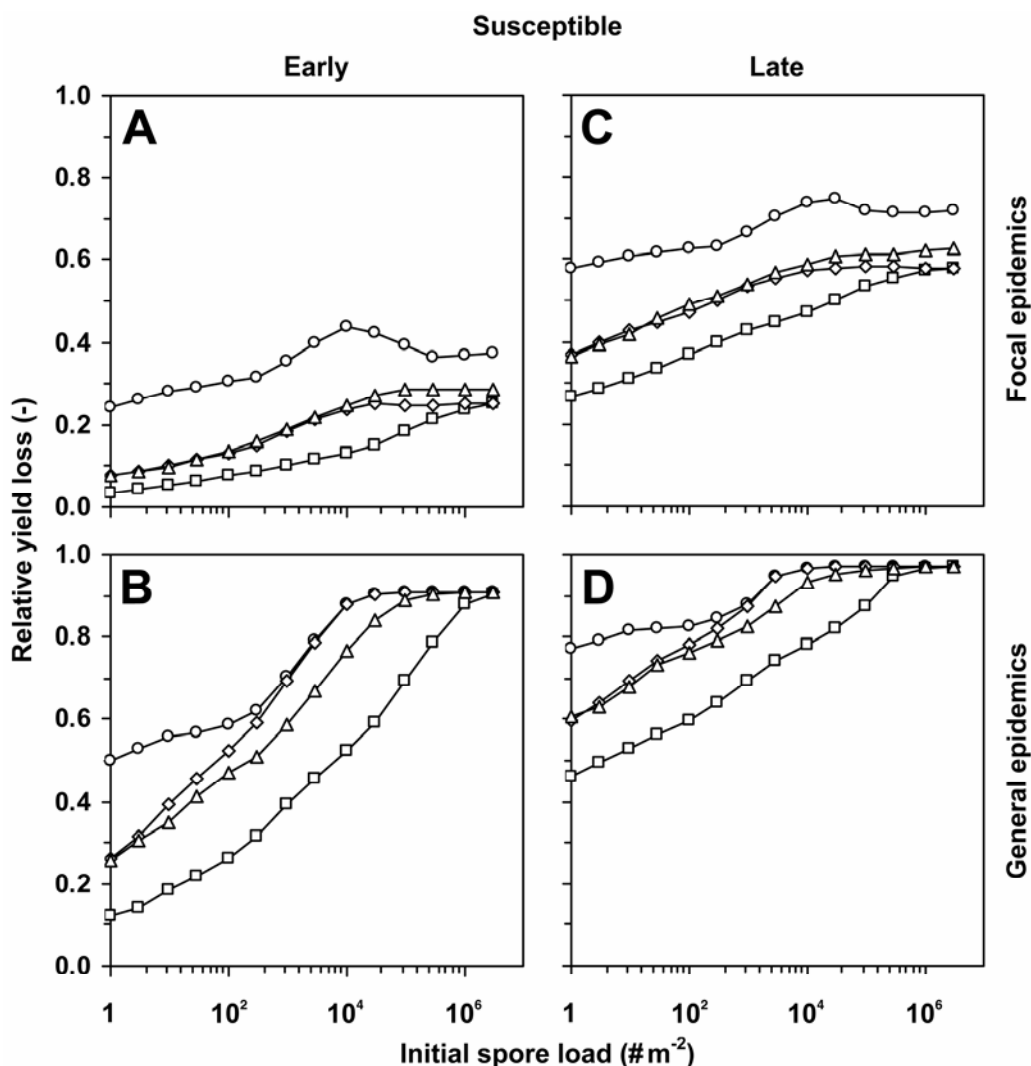 Susceptible
Early
Late
A
C
1.0
0.8
0.6
0.4
0.2
0.0
Focal epidemics
B
D
1.0
0.8
0.6
0.4
0.2
0.0
General epidemics
Relative yield loss (-)
1 10² 10⁴ 10⁶
1 10² 10⁴ 10⁶
Initial spore load (# m⁻²)